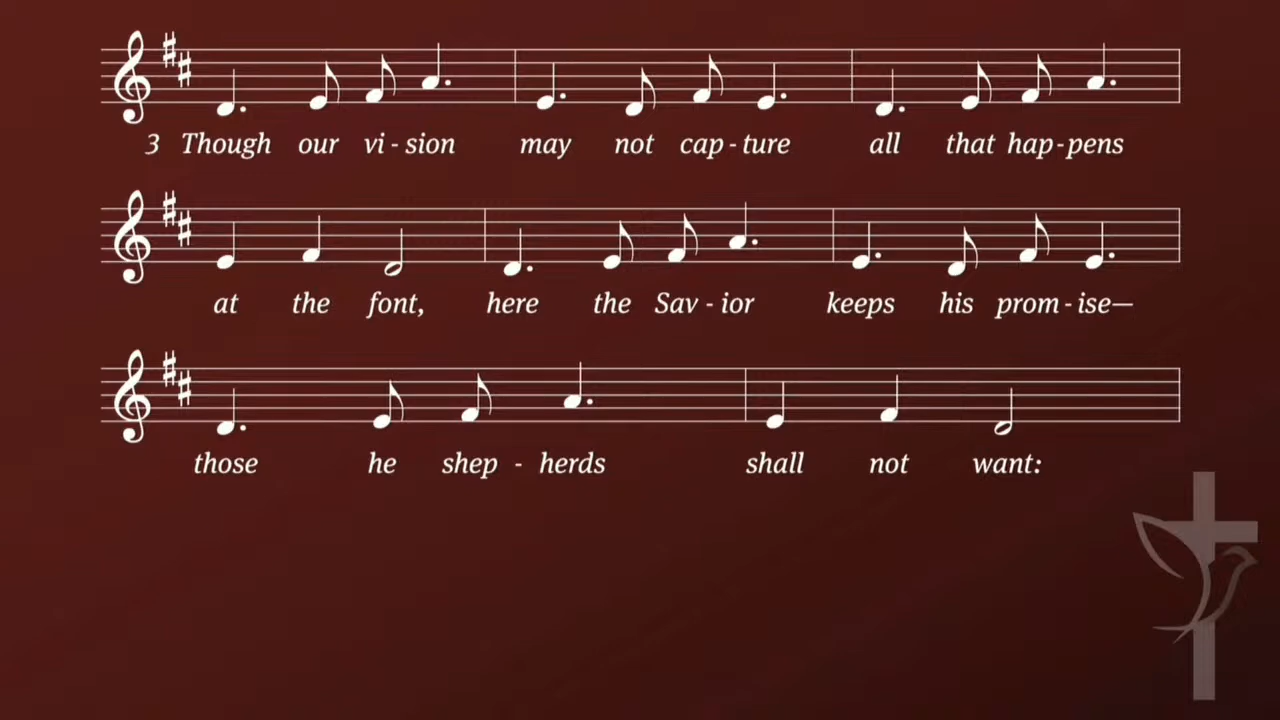 3 Though our vi - sion may not cap - ture all that hap - pens
at the font, here the Sav - ior keeps his prom - ise—
those he shep - herds shall not want: